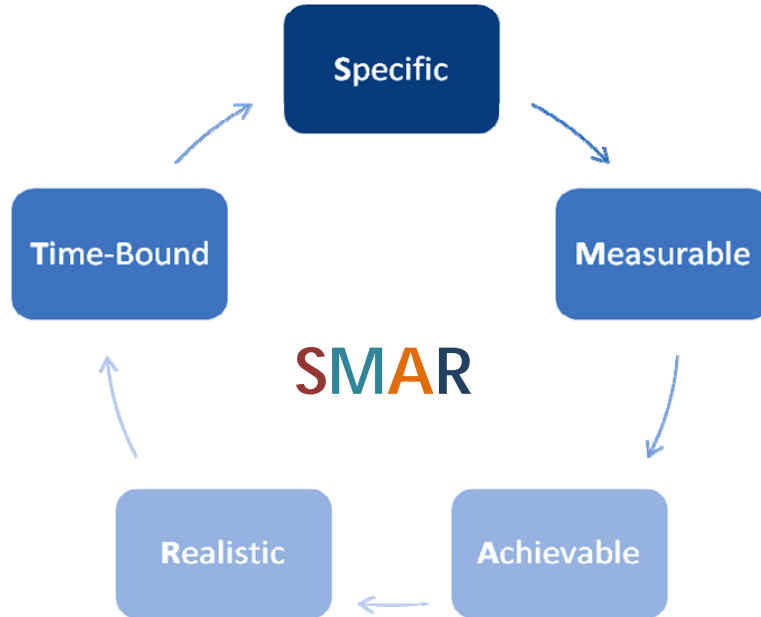 Specific
Time-Bound
Measurable
SMAR
Realistic
Achievable